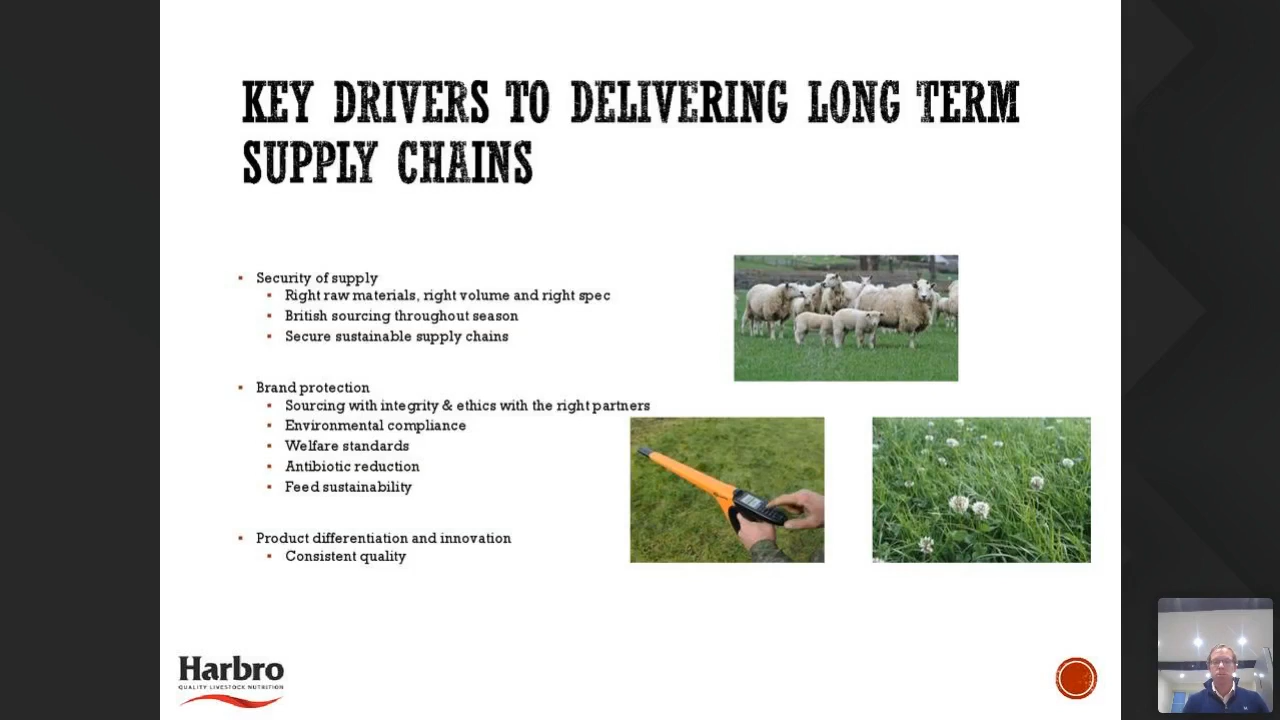 KEY DRIVERS TO DELIVERING LONG TERM
SUPPLY CHAINS
Security of supply
Right raw materials, right volume and right spec
British sourcing throughout season
Secure sustainable supply chains
Brand protection
Sourcing with integrity & ethics with the right partners
Environmental compliance
Welfare standards
Antibiotic reduction
Feed sustainability
Product differentiation and innovation
Consistent quality
Harbro
QUALITY LIVESTOCK NUTRITION